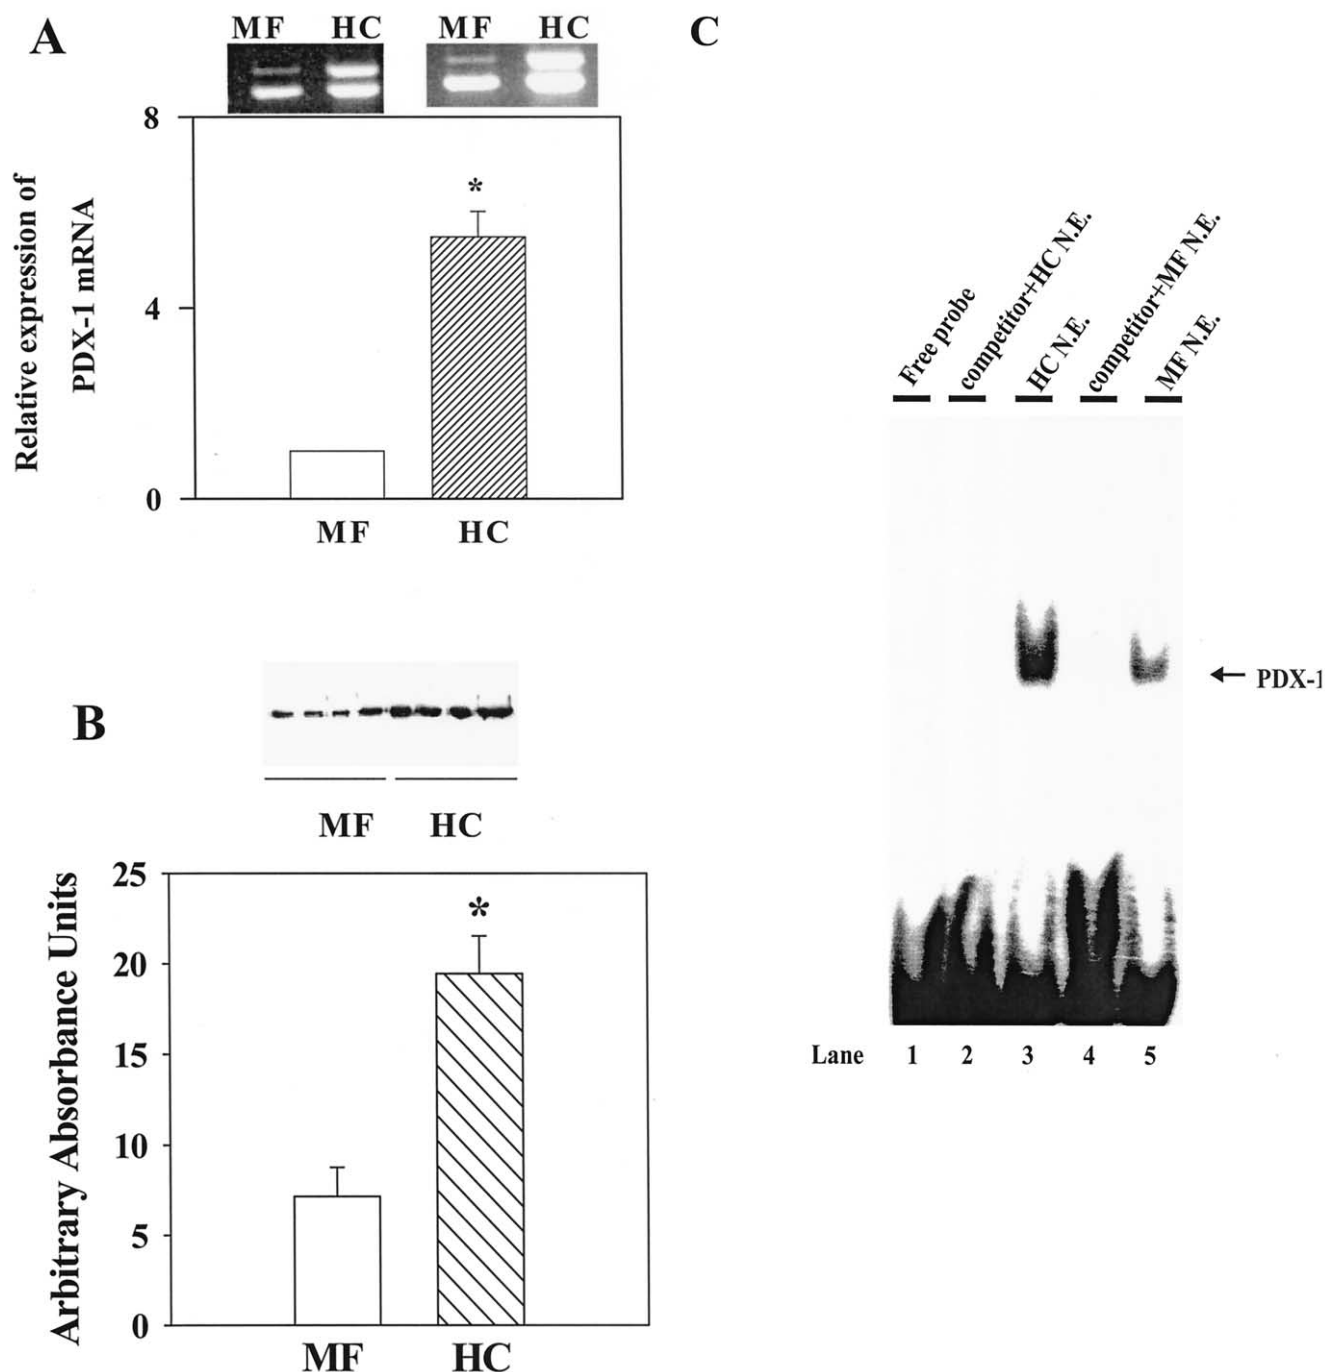 A
MF HC
MF HC
8
4
0
Relative expression of
PDX-1 mRNA
*
MF HC
B
MF HC
25
20
15
10
5
0
Arbitrary Absorbance Units
*
MF HC
C
Free probe
competitor+HC N.E.
HC N.E.
competitor+MF N.E.
MF N.E.
← PDX-1
Lane 1 2 3 4 5